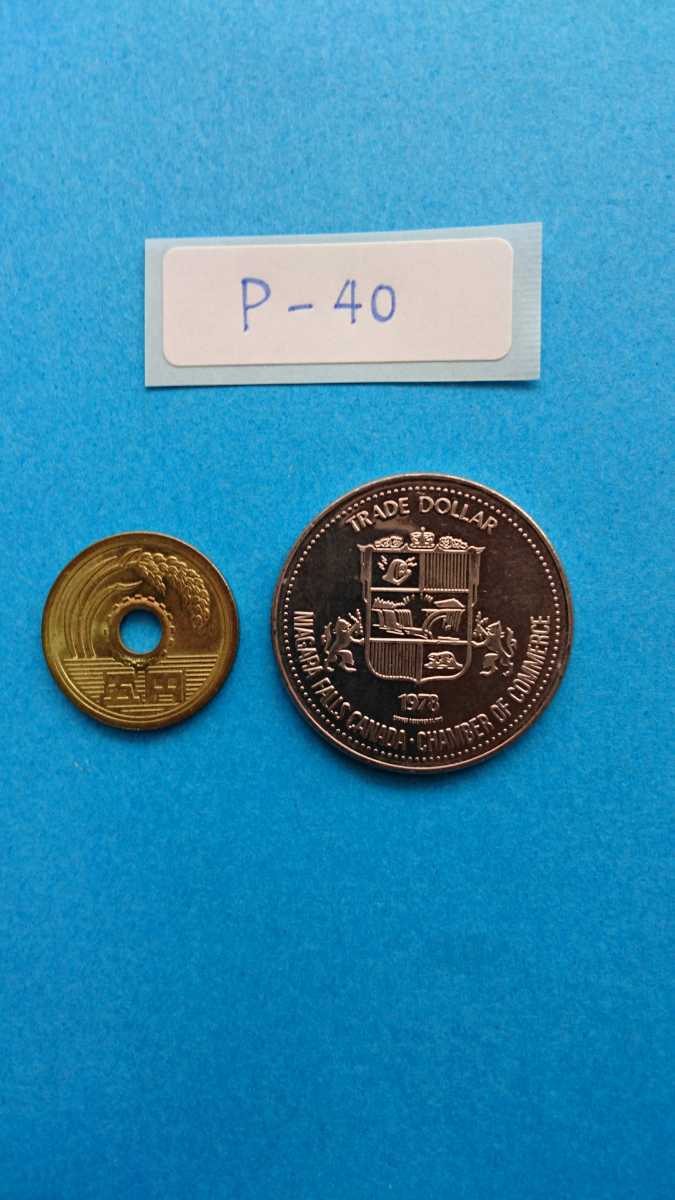 P - 40
TRADE DOLLAR
1978
NIAGARA FALLS CANADA · CHAMBER OF COMMERCE
五円